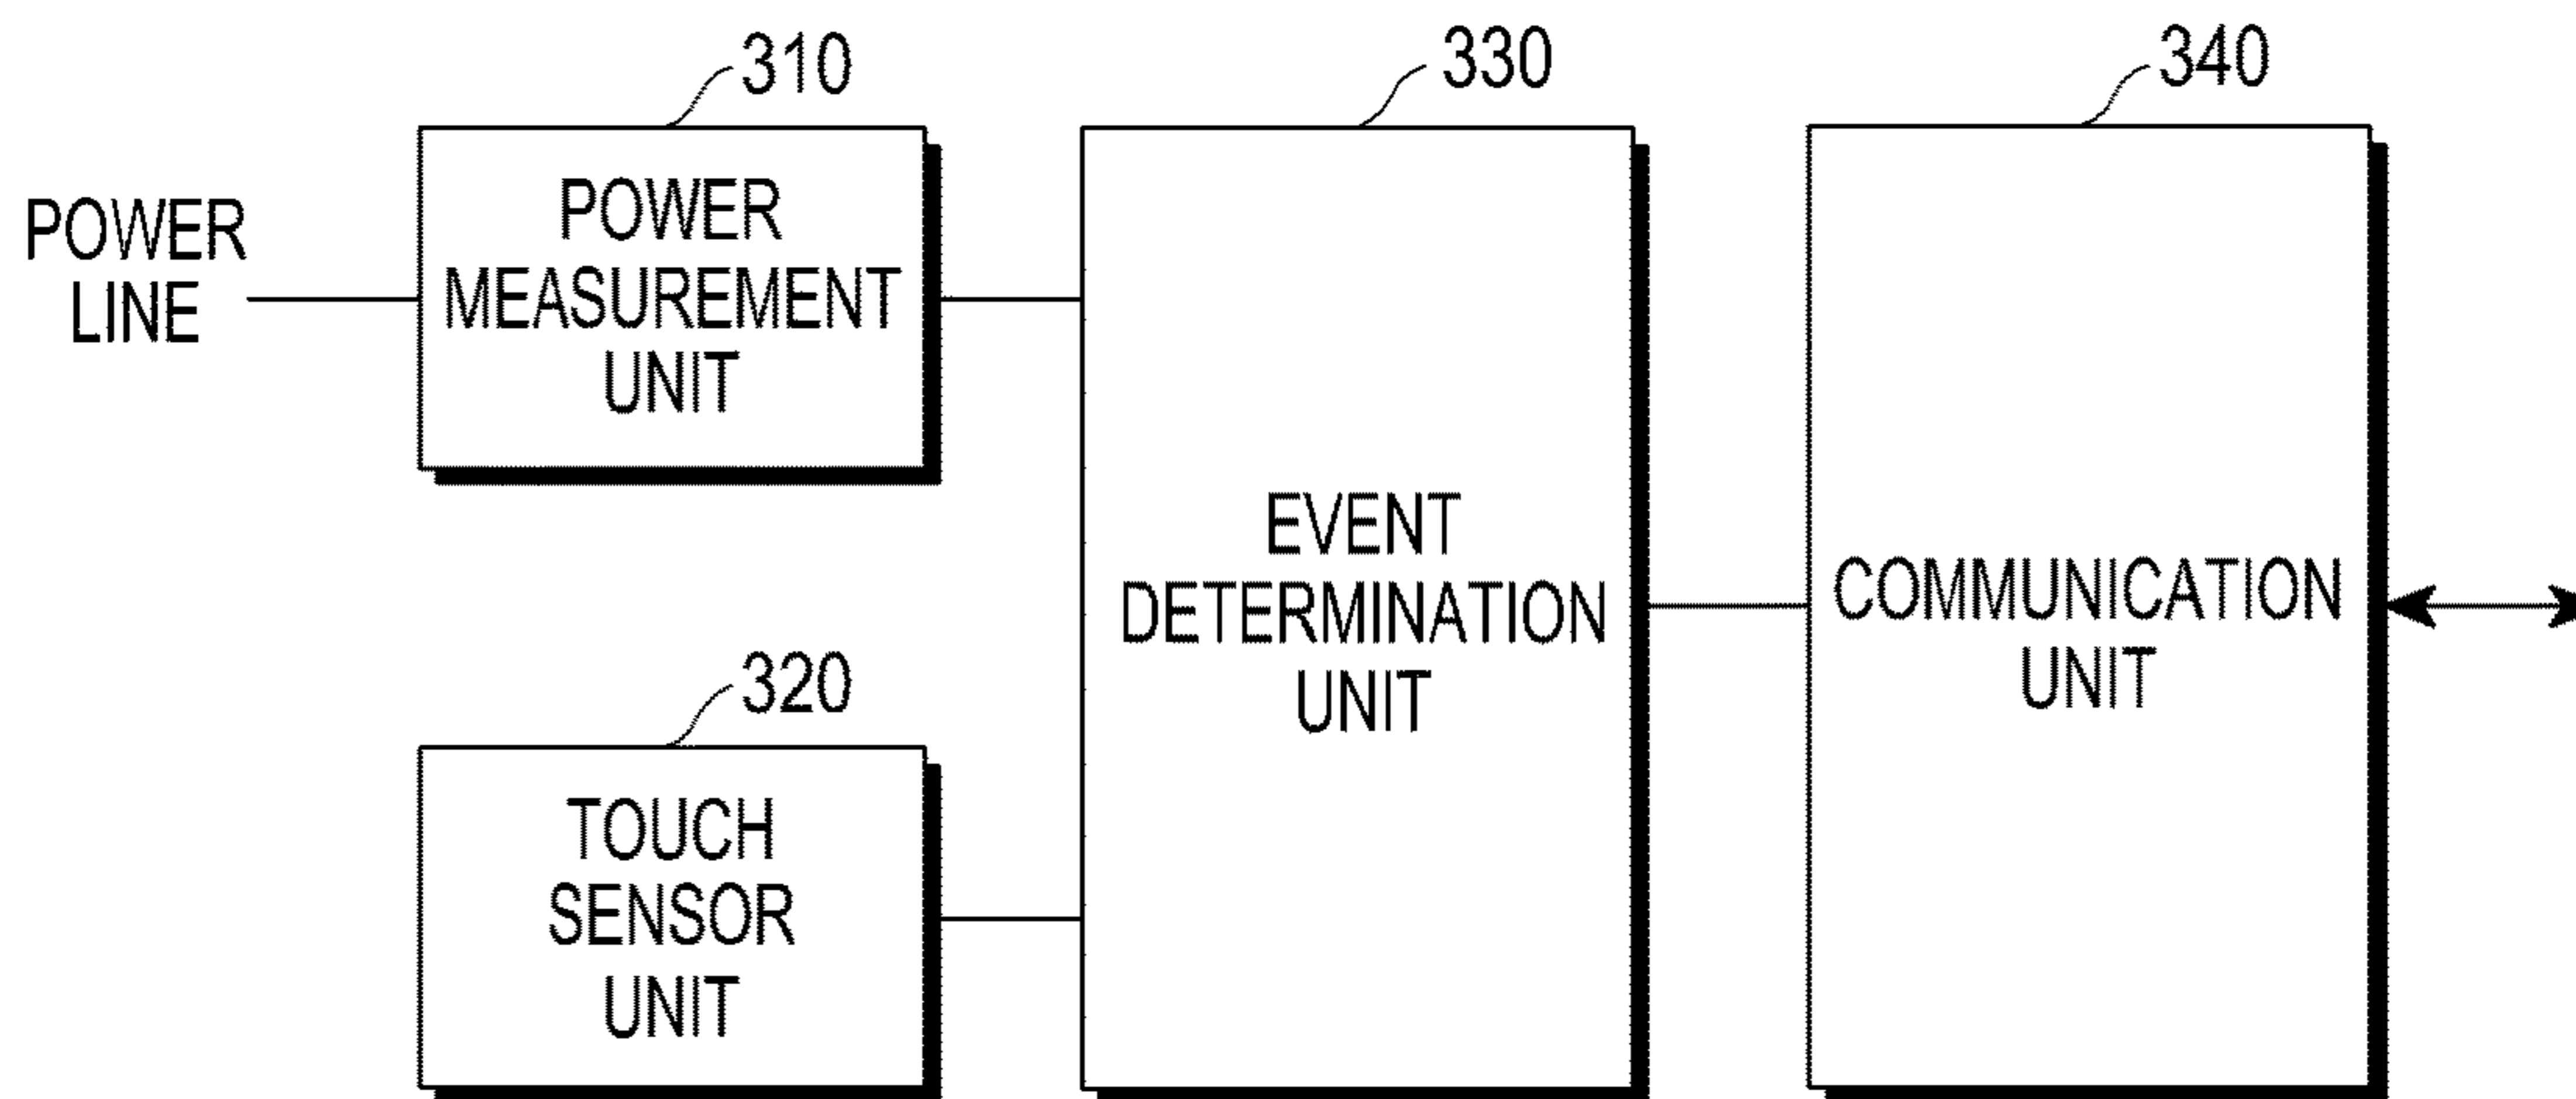 310
330
340
POWER
LINE
POWER
MEASUREMENT
UNIT
EVENT
DETERMINATION
UNIT
COMMUNICATION
UNIT
320
TOUCH
SENSOR
UNIT